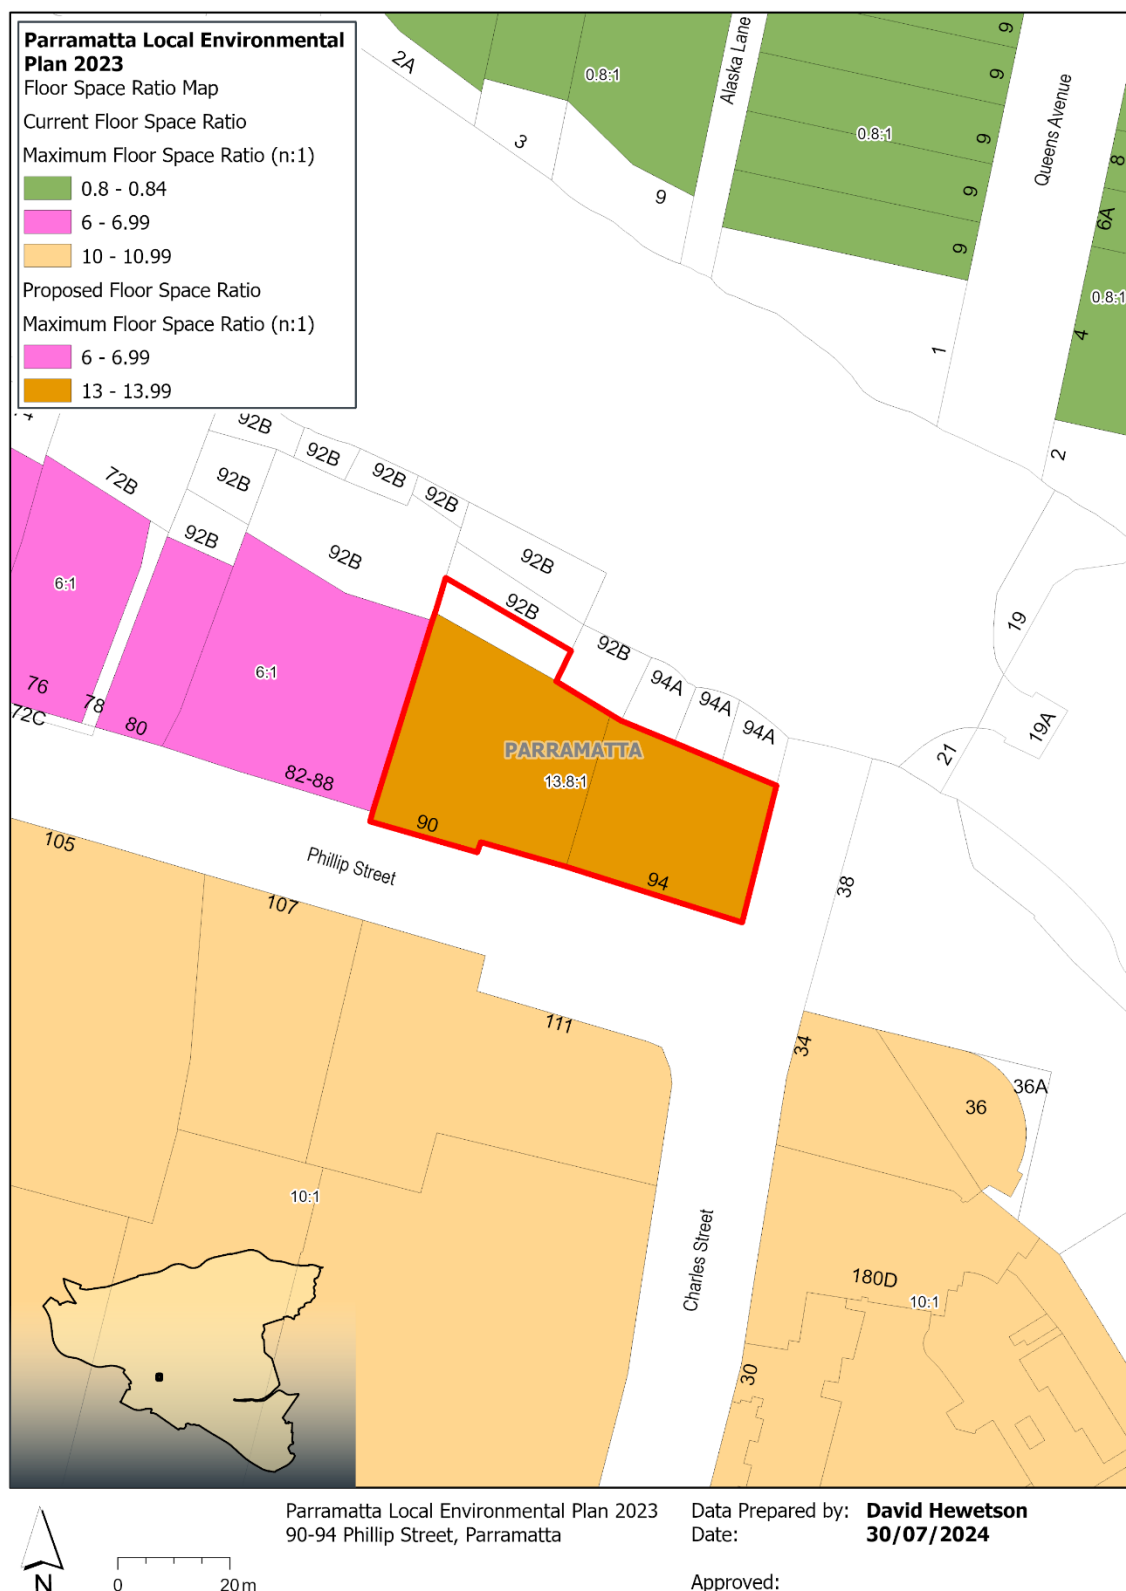 Parramatta Local Environmental
Plan 2023
Floor Space Ratio Map
Current Floor Space Ratio
Maximum Floor Space Ratio (n:1)
0.8 - 0.84
6 - 6.99
10 - 10.99
Proposed Floor Space Ratio
Maximum Floor Space Ratio (n:1)
6 - 6.99
13 - 13.99
2A
3
9
0.8:1
Alaska Lane
0.8:1
9
9
9
9
9
Queens Avenue
8
6A
0.8:1
4
1
2
92B
92B
92B
92B
72B
92B
92B
92B
92B
92B
92B
94A
94A
94A
19
19A
21
6:1
6:1
76
72C
78
80
82-88
PARRAMATTA
13.8:1
90
94
38
Phillip Street
105
107
111
34
36
36A
10:1
Charles Street
180D
10:1
30
N
0
20 m
Parramatta Local Environmental Plan 2023
90-94 Phillip Street, Parramatta
Data Prepared by: David Hewetson
Date: 30/07/2024
Approved: